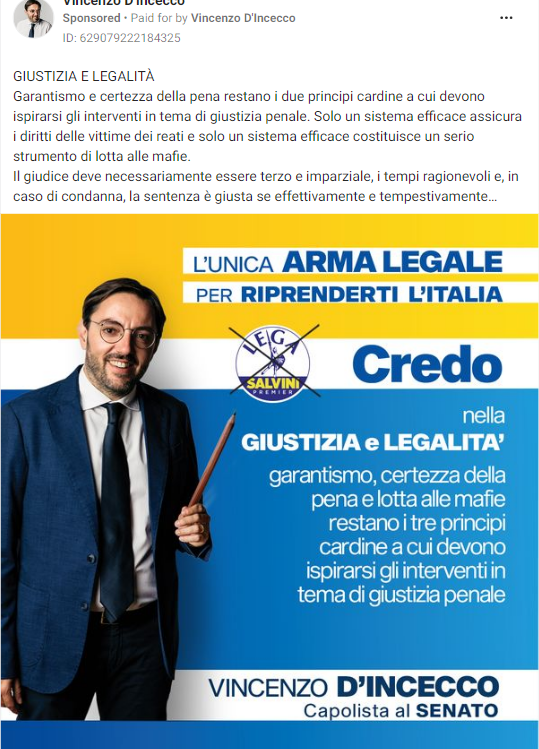 Vincenzo D'Incecco
Sponsored • Paid for by Vincenzo D'Incecco
ID: 629079222184325
GIUSTIZIA E LEGALITÀ
Garantismo e certezza della pena restano i due principi cardine a cui devono
ispirarsi gli interventi in tema di giustizia penale. Solo un sistema efficace assicura
i diritti delle vittime dei reati e solo un sistema efficace costituisce un serio
strumento di lotta alle mafie.
Il giudice deve necessariamente essere terzo e imparziale, i tempi ragionevoli e, in
caso di condanna, la sentenza è giusta se effettivamente e tempestivamente...
L'UNICA ARMA LEGALE
PER RIPRENDERTI L'ITALIA
LEGA
SALVINI
PREMIER
Credo
nella
GIUSTIZIA e LEGALITA'
garantismo, certezza della
pena e lotta alle mafie
restano i tre principi
cardine a cui devono
ispirarsi gli interventi in
tema di giustizia penale
VINCENZO D'INCECCO
Capolista al SENATO